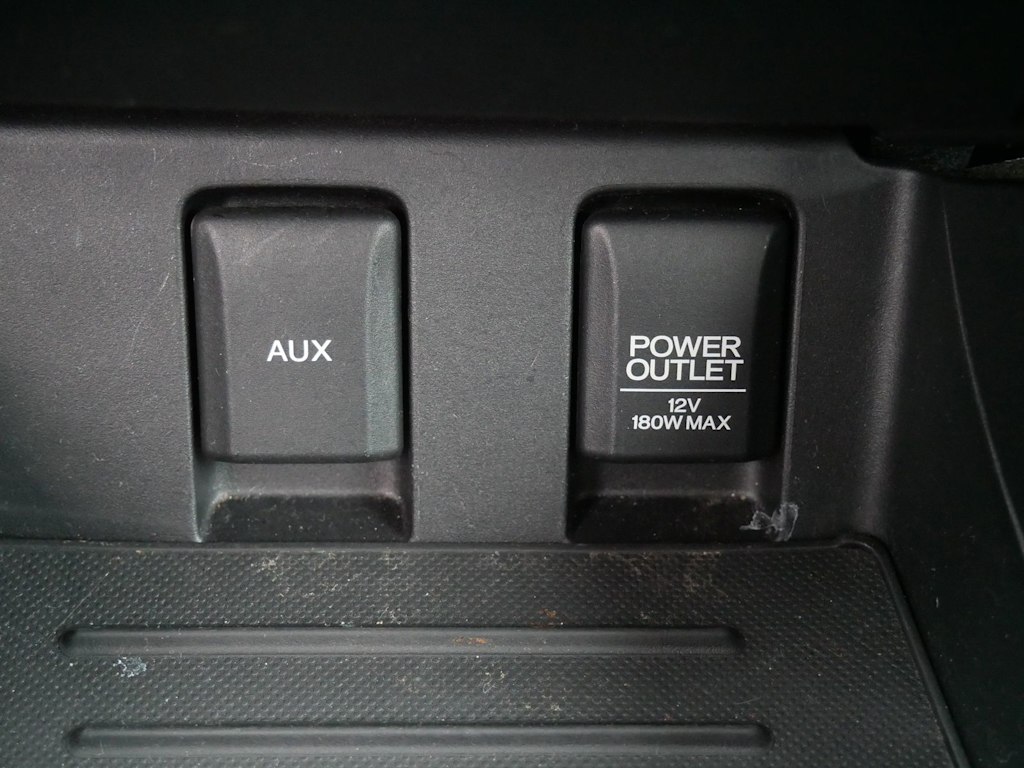 AUX
POWER
OUTLET
12V
180W MAX